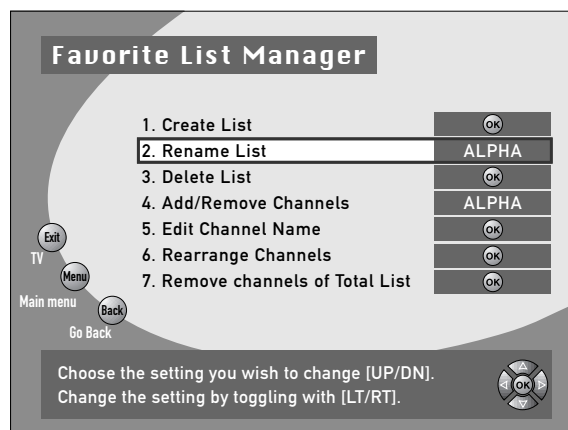 Favorite List Manager
1. Create List OK
2. Rename List ALPHA
3. Delete List OK
4. Add/Remove Channels ALPHA
5. Edit Channel Name OK
6. Rearrange Channels OK
7. Remove channels of Total List OK
Exit
TV
Menu
Main menu
Back
Go Back
Choose the setting you wish to change [UP/DN].
Change the setting by toggling with [LT/RT].
OK